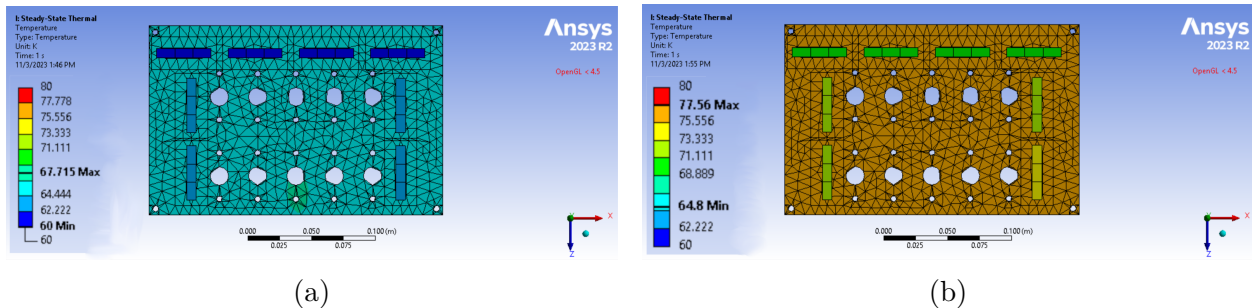 I: Steady-State Thermal
Temperature
Type: Temperature
Unit: K
Time: 1 s
11/3/2023 1:46 PM
80
77.778
75.556
73.333
71.111
67.715 Max
64.444
62.222
60 Min
60
Ansys
2023 R2
OpenGL < 4.5
0.000
0.050
0.100 (m)
0.025
0.075
X
Z
(a)
I: Steady-State Thermal
Temperature
Type: Temperature
Unit: K
Time: 1 s
11/3/2023 1:55 PM
80
77.56 Max
75.556
73.333
71.111
68.889
64.8 Min
62.222
60
Ansys
2023 R2
OpenGL < 4.5
0.000
0.050
0.100 (m)
0.025
0.075
X
Z
(b)